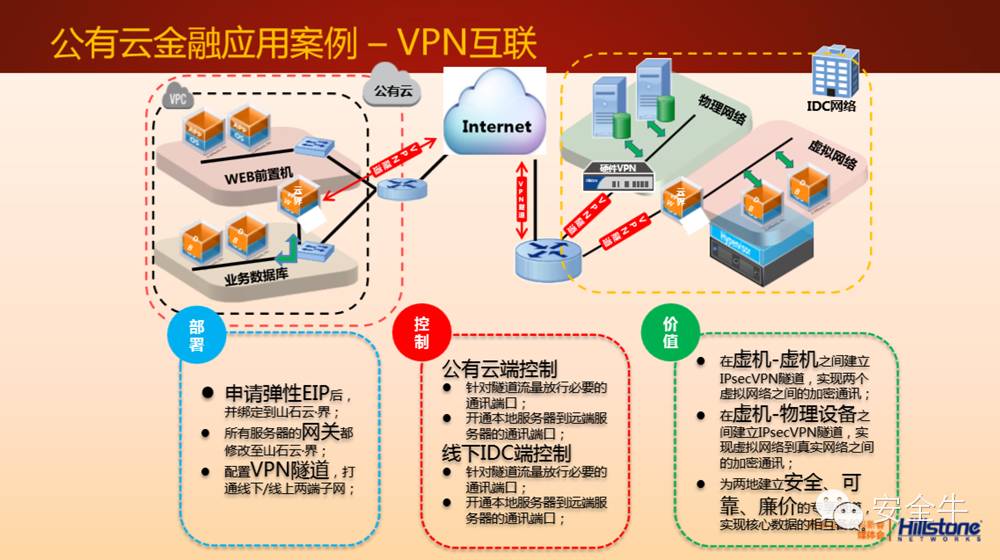 公有云金融应用案例 – VPN互联
VPC
公有云
Internet
IDC网络
APP
OS
APP
OS
WEB前置机
云界
VPN隧道
VPN隧道
业务数据库
物理网络
硬件VPN
VPN隧道
VPN隧道
云界
虚拟网络
Hypervisor
部署
申请弹性EIP后，
并绑定到山石云·界；
所有服务器的网关都
修改至山石云·界；
配置VPN隧道，打
通线下/线上两端子网；
控制
公有云端控制
针对隧道流量放行必要的
通讯端口；
开通本地服务器到远端服
务器的通讯端口；
线下IDC端控制
针对隧道流量放行必要的
通讯端口；
开通本地服务器到远端服
务器的通讯端口；
价值
在虚机-虚机之间建立
IPsecVPN隧道，实现两个
虚拟网络之间的加密通讯；
在虚机-物理设备之
间建立IPsecVPN隧道，实
现虚拟网络到真实网络之间
的加密通讯；
为两地建立安全、可
靠、廉价的
实现核心数据的相互
安全牛
Hillstone
NETWORKS